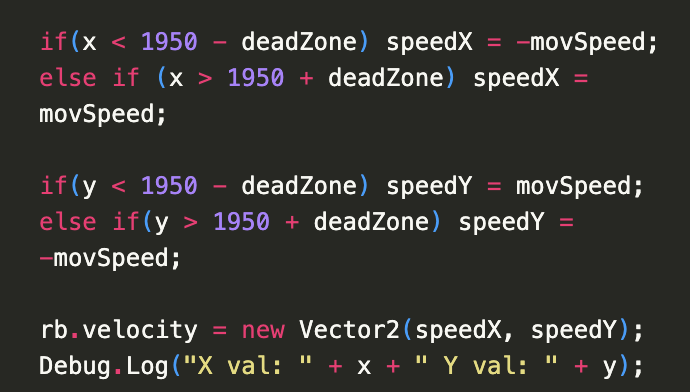 if(x < 1950 - deadZone) speedX = -movSpeed;
else if (x > 1950 + deadZone) speedX =
movSpeed;
if(y < 1950 - deadZone) speedY = movSpeed;
else if(y > 1950 + deadZone) speedY =
-movSpeed;
rb.velocity = new Vector2(speedX, speedY);
Debug.Log("X val: " + x + " Y val: " + y);